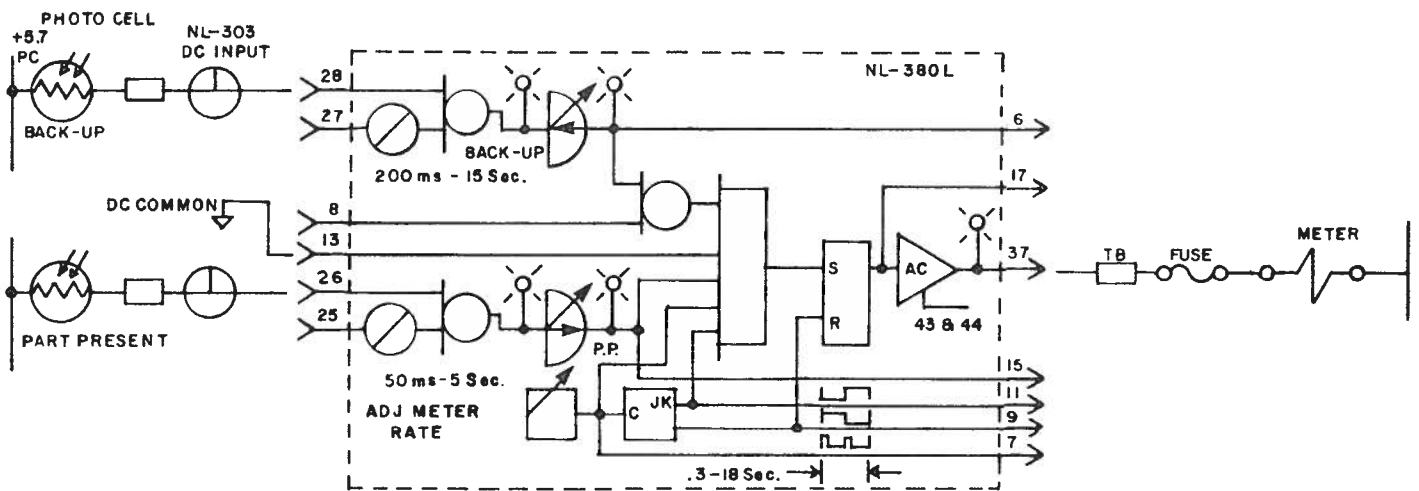 PHOTO CELL
+5.7
PC
NL-303
DC INPUT
BACK-UP
28
27
NL-380L
BACK-UP
6
200 ms - 15 Sec.
17
DC COMMON
8
13
37
TB
FUSE
METER
26
S
AC
25
R
43 & 44
PART PRESENT
P.P.
50 ms-5 Sec.
15
ADJ METER
RATE
C
JK
11
9
7
.3-18 Sec.